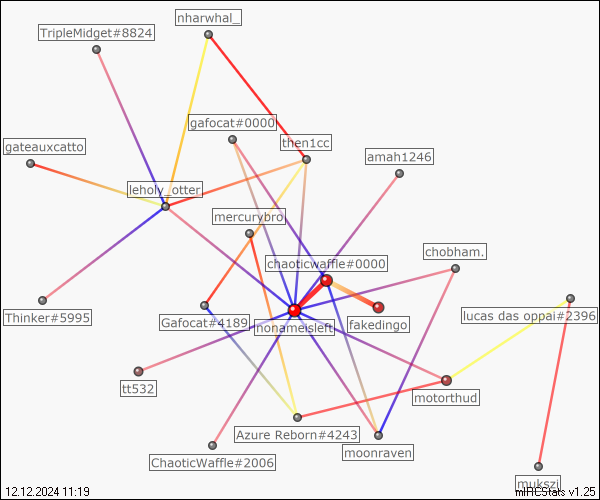 nharwhal_
TripleMidget#8824
gafocat#0000
then1cc
gateauxcatto
amah1246
leholy_otter
mercurybro
chobham.
chaoticwaffle#0000
Thinker#5995
Gafocat#4189
nonameisleft
fakedingo
lucas das oppai#2396
tt532
motorthud
Azure Reborn#4243
moonraven
ChaoticWaffle#2006
mukszi
12.12.2024 11:19
mIRCStats v1.25